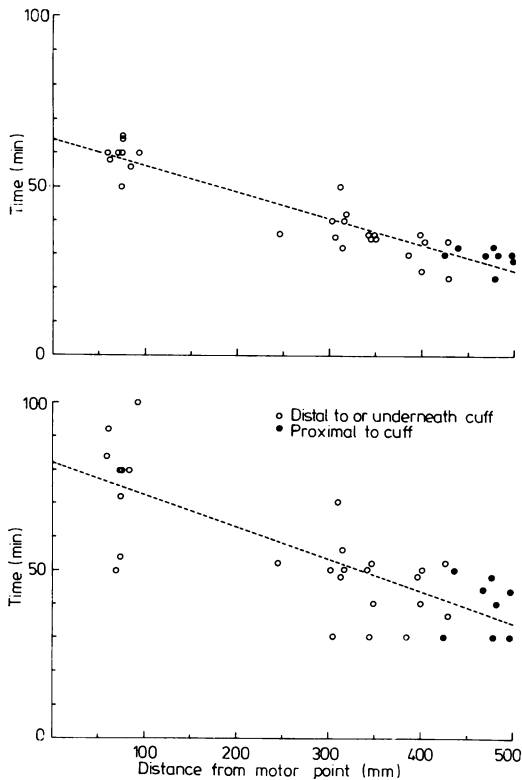 100
50
0
Time (min)
100
50
0
Time (min)
Distal to or underneath cuff
Proximal to cuff
100 200 300 400 500
Distance from motor point (mm)